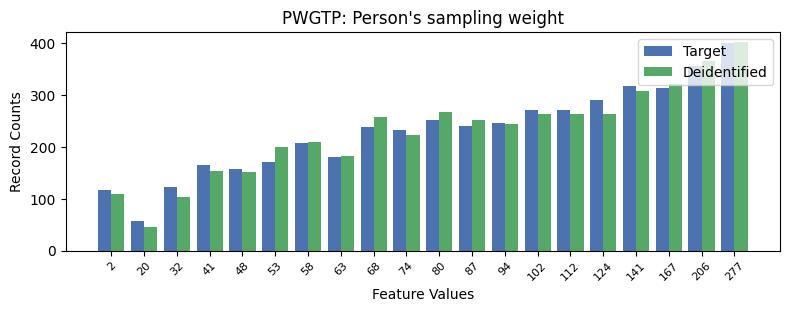 PWGTP: Person's sampling weight
Record Counts
400
300
200
100
0
Target
Deidentified
2 20 32 41 48 53 58 63 68 74 80 87 94 102 112 124 141 167 206 277
Feature Values